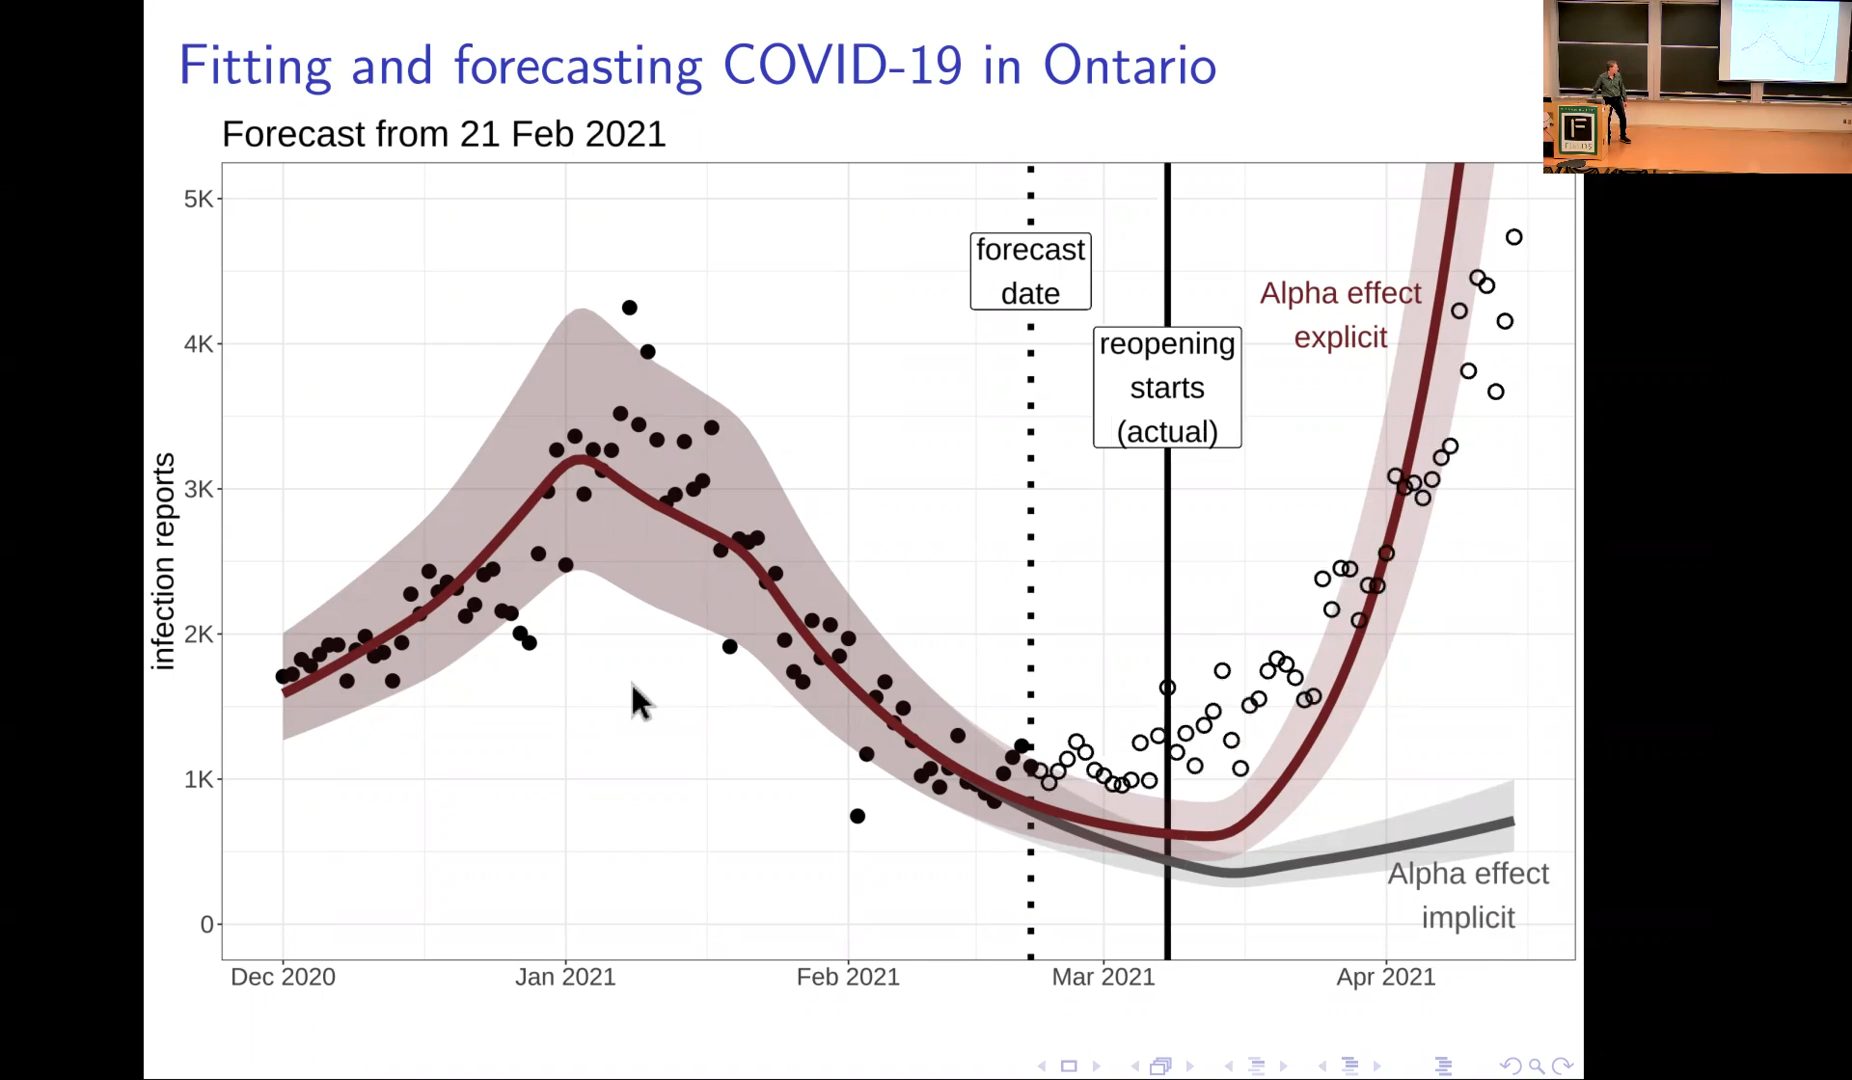 Fitting and forecasting COVID-19 in Ontario
Forecast from 21 Feb 2021
5K
4K
3K
2K
1K
0
infection reports
forecast
date
reopening
starts
(actual)
Alpha effect
explicit
Alpha effect
implicit
Dec 2020
Jan 2021
Feb 2021
Mar 2021
Apr 2021
F
FIELDS